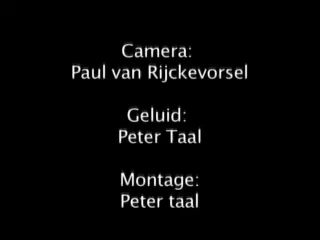 Camera:
Paul van Rijckevorsel
Geluid:
Peter Taal
Montage:
Peter taal